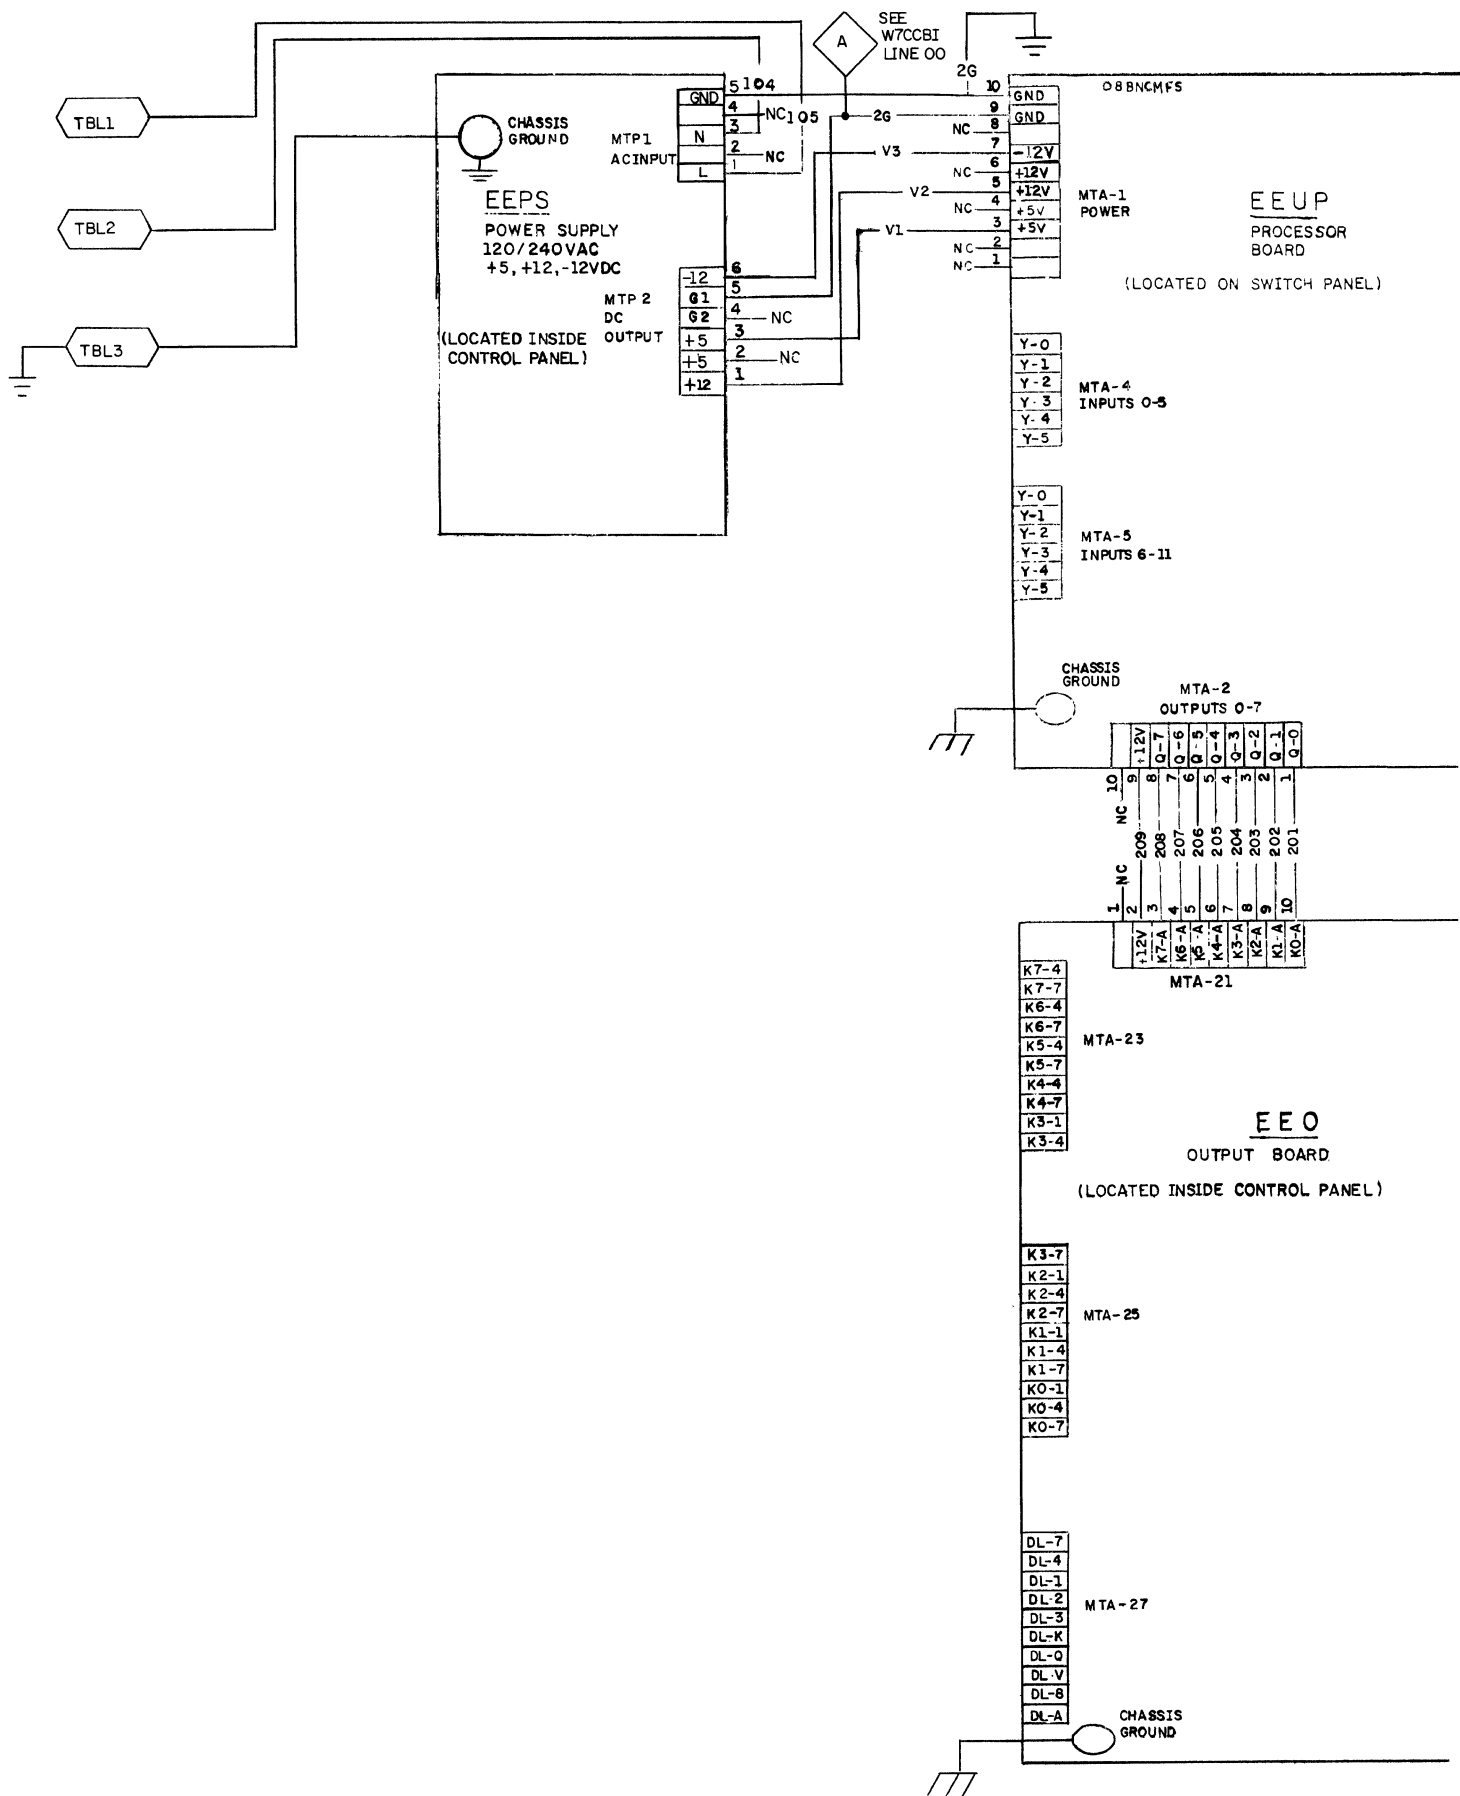 TBL1
TBL2
TBL3
CHASSIS
GROUND
EEPS
POWER SUPPLY
120/240VAC
+5, +12, -12VDC
(LOCATED INSIDE
CONTROL PANEL)
MTP1
AC INPUT
GND 5 104
4 NC 105
N 3
2 NC
L 1
MTP 2
DC
OUTPUT
-12 6
G1 5
G2 4 NC
+5 3
+5 2 NC
+12 1
A
SEE
W7CCBI
LINE 00
2G
2G
V3
V2
V1
10 GND
9 GND
NC 8
7 -12V
NC 6 +12V
5 +12V
NC 4 +5V
3 +5V
NC 2
NC 1
08BNCMFS
MTA-1
POWER
EEUP
PROCESSOR
BOARD
(LOCATED ON SWITCH PANEL)
Y-0
Y-1
Y-2
Y-3
Y-4
Y-5
MTA-4
INPUTS 0-5
Y-0
Y-1
Y-2
Y-3
Y-4
Y-5
MTA-5
INPUTS 6-11
CHASSIS
GROUND
MTA-2
OUTPUTS 0-7
+12V Q-7 Q-6 Q-5 Q-4 Q-3 Q-2 Q-1 Q-0
10 9 8 7 6 5 4 3 2 1
NC
209 208 207 206 205 204 203 202 201
NC
1 2 3 4 5 6 7 8 9 10
+12V K7-A K6-A K5-A K4-A K3-A K2-A K1-A K0-A
MTA-21
K7-4
K7-7
K6-4
K6-7
K5-4
K5-7
K4-4
K4-7
K3-1
K3-4
MTA-23
EEO
OUTPUT BOARD
(LOCATED INSIDE CONTROL PANEL)
K3-7
K2-1
K2-4
K2-7
K1-1
K1-4
K1-7
K0-1
K0-4
K0-7
MTA-25
DL-7
DL-4
DL-1
DL-2
DL-3
DL-K
DL-Q
DL-V
DL-8
DL-A
MTA-27
CHASSIS
GROUND